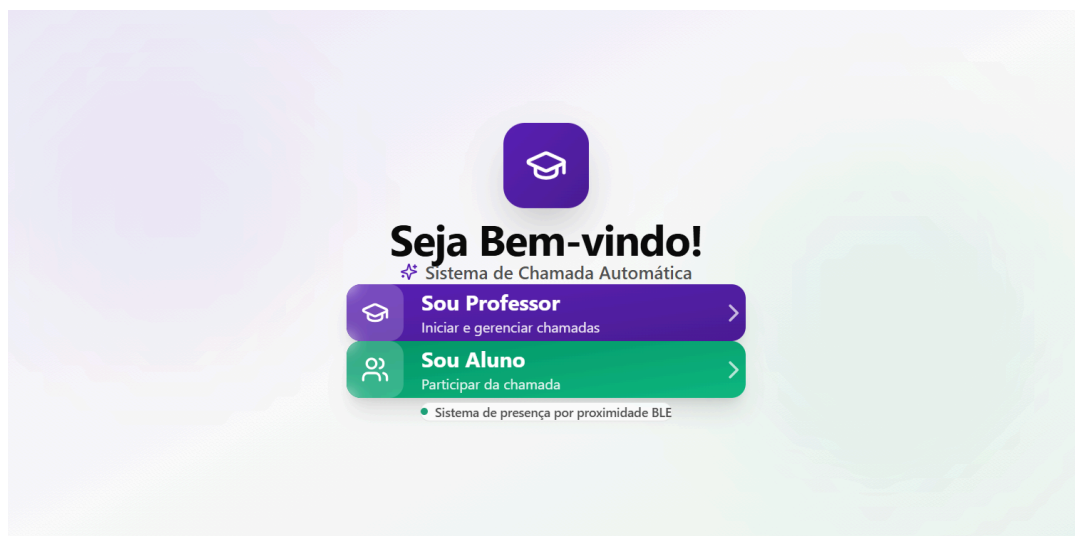 Seja Bem-vindo!
Sistema de Chamada Automática
Sou Professor
Iniciar e gerenciar chamadas
Sou Aluno
Participar da chamada
Sistema de presença por proximidade BLE